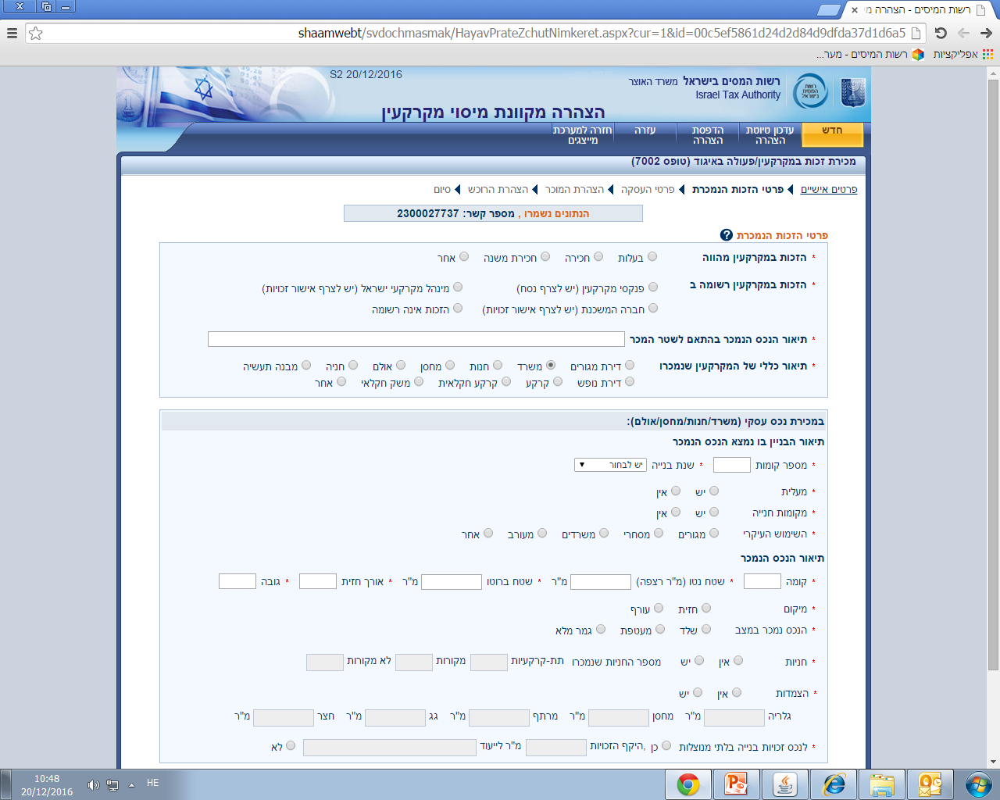 רשות המיסים - הצהרה מי
shaamwebt/svdochmasmak/HayavPrateZchutNimkeret.aspx?cur=1&id=00c5ef5861d24d2d84d9dfda37d1d6a5
אפליקציות רשות המיסים - מער...
S2 20/12/2016
רשות המסים בישראל משרד האוצר
Israel Tax Authority
הצהרה מקוונת מיסוי מקרקעין
חדש עדכון טיוטת הצהרה הדפסת הצהרה עזרה חזרה למערכת מייצגים
מכירת זכות במקרקעין/פעולה באיגוד (טופס 7002)
פרטים אישיים פרטי הזכות הנמכרת פרטי העסקה הצהרת המוכר הצהרת הרוכש סיום
הנתונים נשמרו , מספר קשר: 2300027737
פרטי הזכות הנמכרת ?
* הזכות במקרקעין מהווה בעלות חכירה חכירת משנה אחר
* הזכות במקרקעין רשומה ב פנקסי מקרקעין (יש לצרף נסח) מינהל מקרקעי ישראל (יש לצרף אישור זכויות)
חברה המשכנת (יש לצרף אישור זכויות) הזכות אינה רשומה
* תיאור הנכס הנמכר בהתאם לשטר המכר
* תיאור כללי של המקרקעין שנמכרו דירת מגורים משרד חנות מחסן אולם חניה מבנה תעשיה
דירת נופש קרקע קרקע חקלאית משק חקלאי אחר
במכירת נכס עסקי (משרד/חנות/מחסן/אולם):
תיאור הבניין בו נמצא הנכס הנמכר
* מספר קומות * שנת בנייה יש לבחור
* מעלית יש אין
* מקומות חנייה יש אין
* השימוש העיקרי מגורים מסחרי משרדים מעורב אחר
תיאור הנכס הנמכר
* קומה * שטח נטו (מ"ר רצפה) מ"ר * שטח ברוטו מ"ר * אורך חזית * גובה
* מיקום חזית עורף
* הנכס נמכר במצב שלד מעטפת גמר מלא
* חניות אין יש מספר החניות שנמכרו תת-קרקעיות מקורות לא מקורות
* הצמדות אין יש
גלריה מ"ר מחסן מ"ר מרתף מ"ר גג מ"ר חצר מ"ר
* לנכס זכויות בנייה בלתי מנוצלות כן ,היקף הזכויות מ"ר לייעוד לא
HE
10:48
20/12/2016